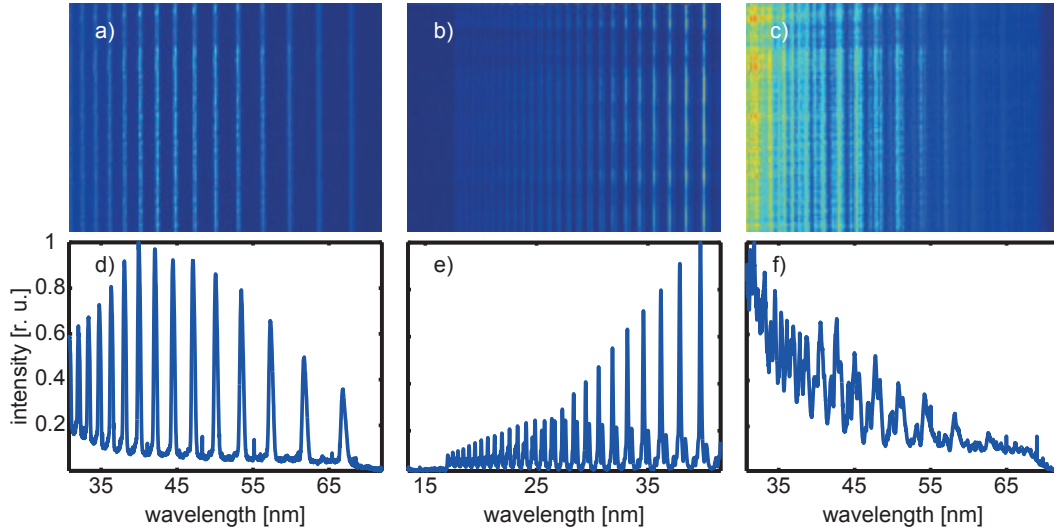 a)
b)
c)
d)
e)
f)
1
0.8
0.6
0.4
0.2
intensity [r. u.]
35 45 55 65
15 25 35
35 45 55 65
wavelength [nm]
wavelength [nm]
wavelength [nm]